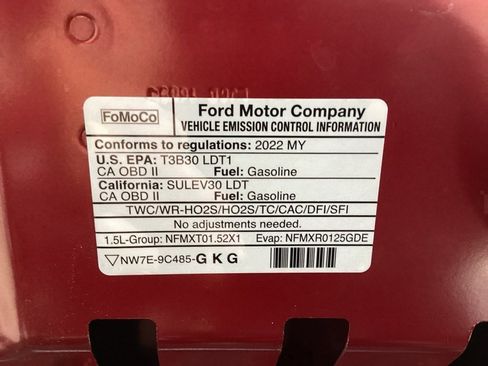 FoMoCo
Ford Motor Company
VEHICLE EMISSION CONTROL INFORMATION
Conforms to regulations: 2022 MY
U.S. EPA: T3B30 LDT1
CA OBD II Fuel: Gasoline
California: SULEV30 LDT
CA OBD II Fuel: Gasoline
TWC/WR-HO2S/HO2S/TC/CAC/DFI/SFI
No adjustments needed.
1.5L-Group: NFMXT01.52X1 Evap: NFMXR0125GDE
▽NW7E-9C485-G K G